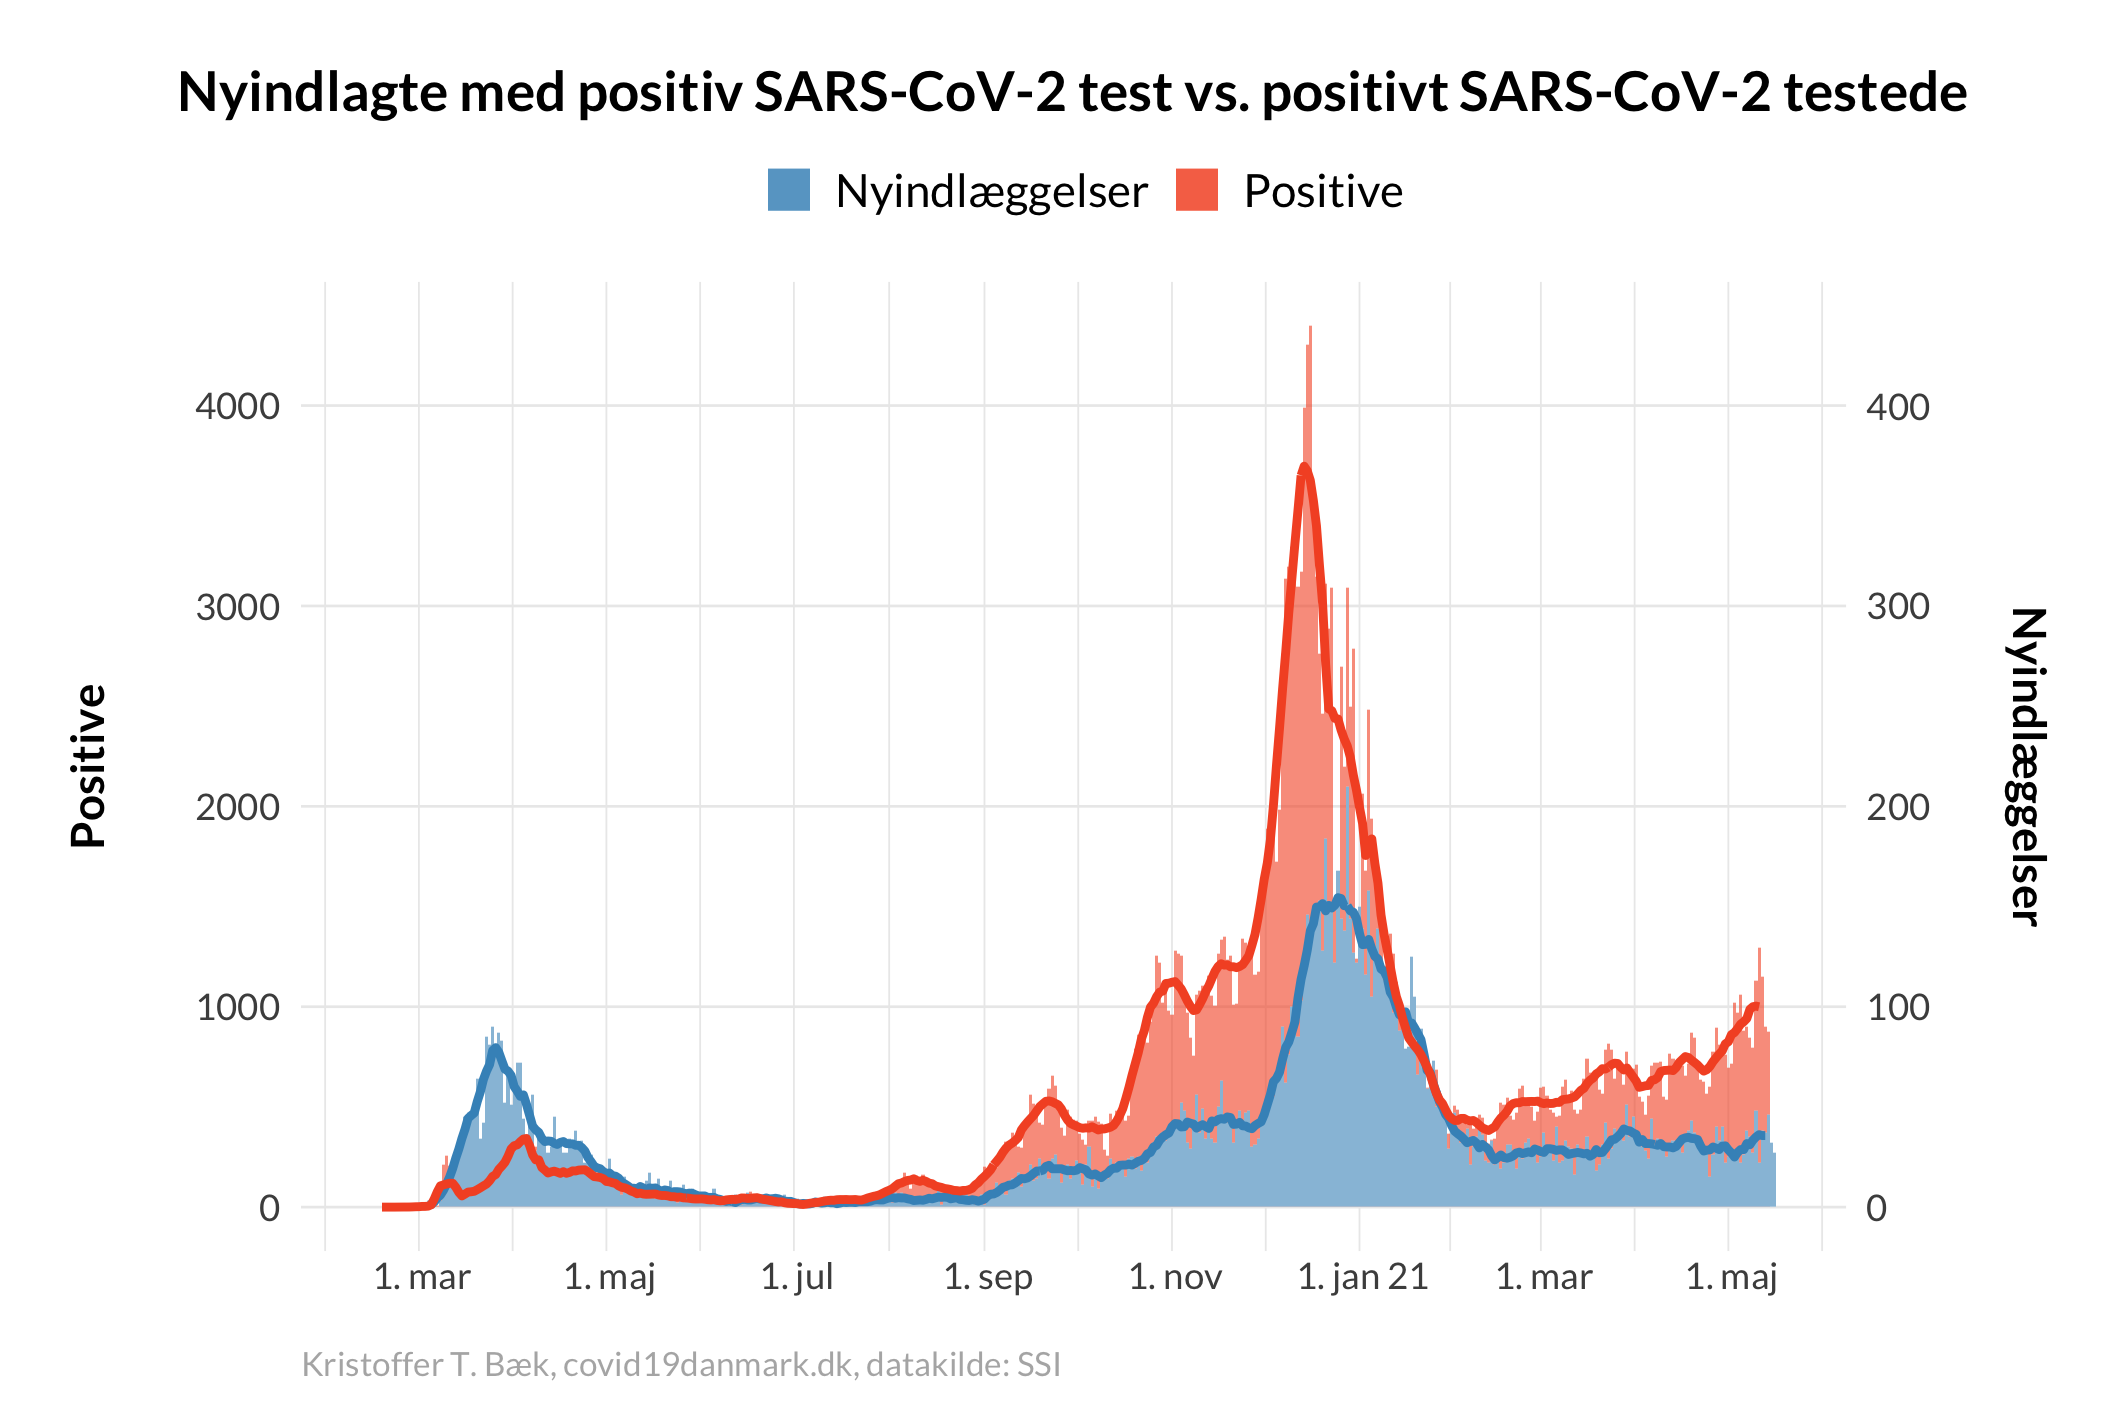 Nyindlagte med positiv SARS-CoV-2 test vs. positivt SARS-CoV-2 testede
Nyindlæggelser Positive
4000 400
3000 300
2000 200
1000 100
0 0
Positive
Nyindlæggelser
1. mar 1. maj 1. jul 1. sep 1. nov 1. jan 21 1. mar 1. maj
Kristoffer T. Bæk, covid19danmark.dk, datakilde: SSI